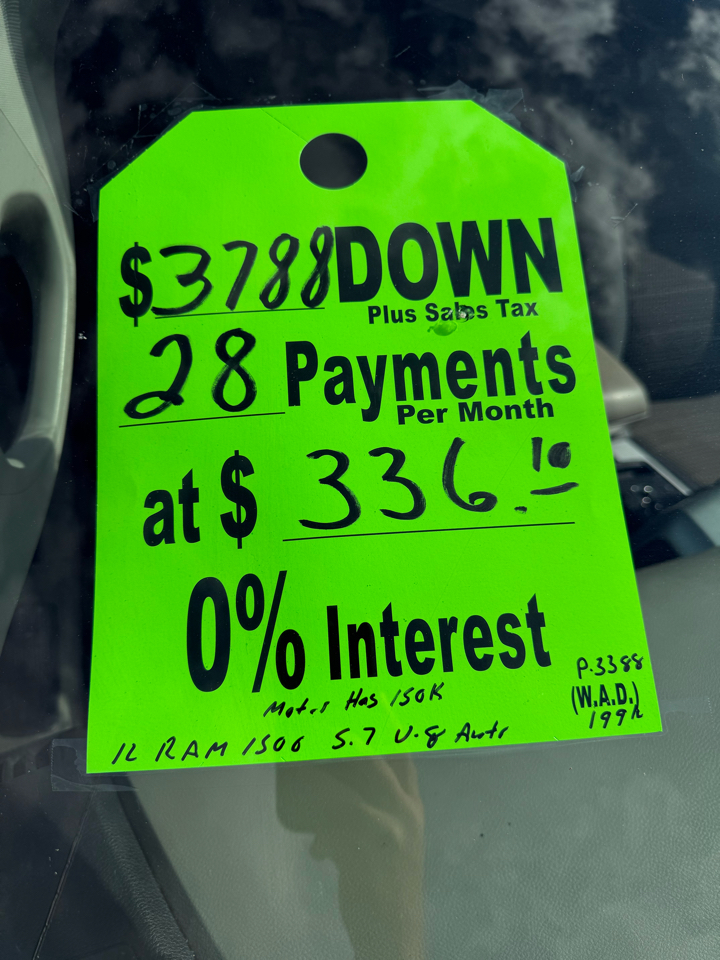 $3788 DOWN
Plus Sales Tax
28 Payments
Per Month
at $ 336.10
0% Interest
P.3388
Motor Has 150K
(W.A.D.)
12 RAM 1500 5.7 V-8 Auto